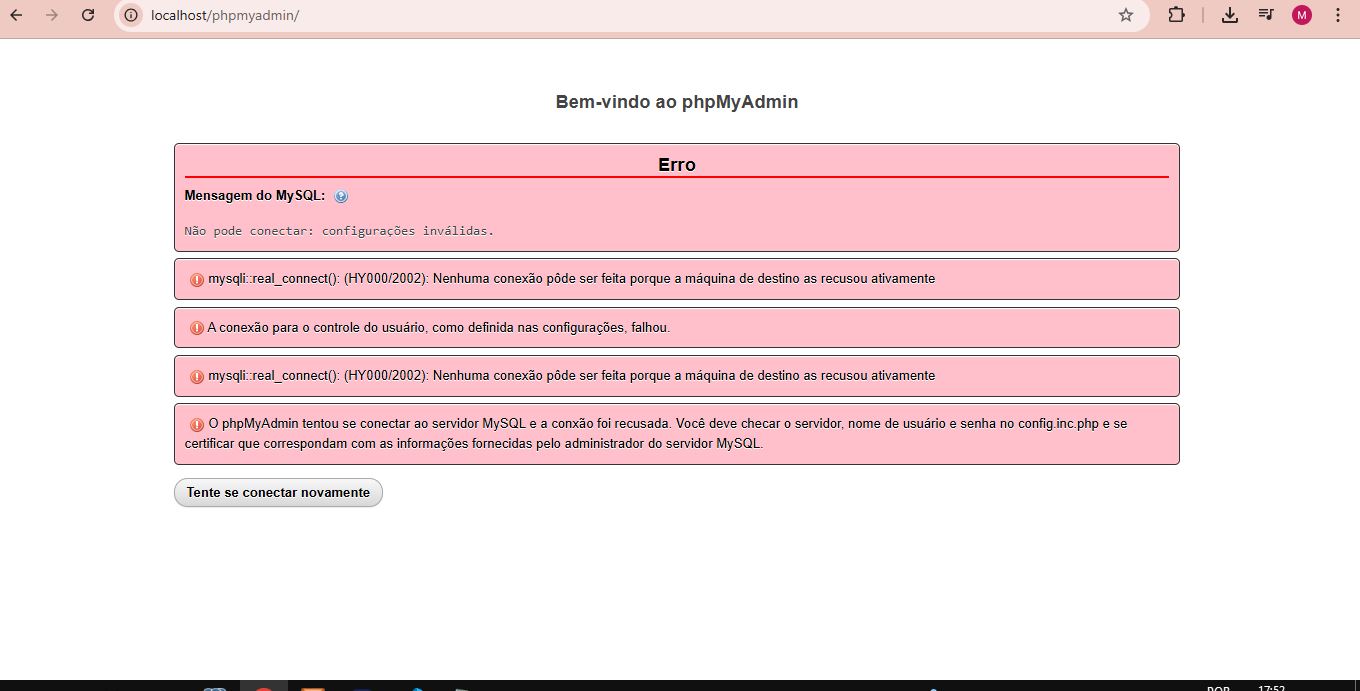 localhost/phpmyadmin/
M
Bem-vindo ao phpMyAdmin
Erro
Mensagem do MySQL:
Não pode conectar: configurações inválidas.
mysqli::real_connect(): (HY000/2002): Nenhuma conexão pôde ser feita porque a máquina de destino as recusou ativamente
A conexão para o controle do usuário, como definida nas configurações, falhou.
mysqli::real_connect(): (HY000/2002): Nenhuma conexão pôde ser feita porque a máquina de destino as recusou ativamente
O phpMyAdmin tentou se conectar ao servidor MySQL e a conxão foi recusada. Você deve checar o servidor, nome de usuário e senha no config.inc.php e se
certificar que correspondam com as informações fornecidas pelo administrador do servidor MySQL.
Tente se conectar novamente
POR 17:52